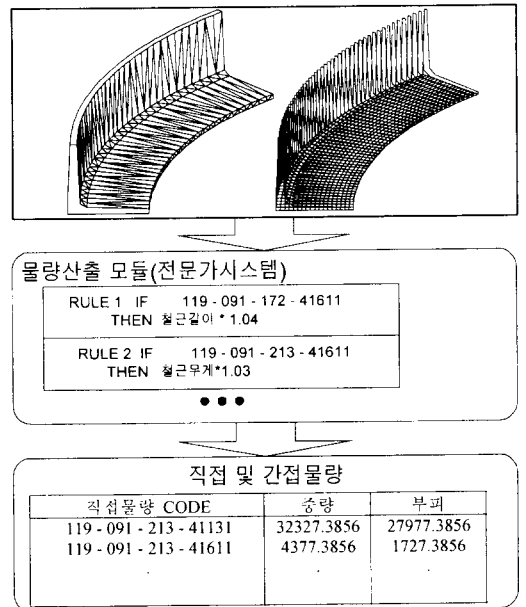 물량산출 모듈(전문가시스템)
RULE 1 IF 119 - 091 - 172 - 41611
THEN 철근길이 * 1.04
RULE 2 IF 119 - 091 - 213 - 41611
THEN 철근무게*1.03
● ● ●
직접 및 간접물량
직접물량 CODE 중량 부피
119 - 091 - 213 - 41131 32327.3856 27977.3856
119 - 091 - 213 - 41611 4377.3856 1727.3856
. . .